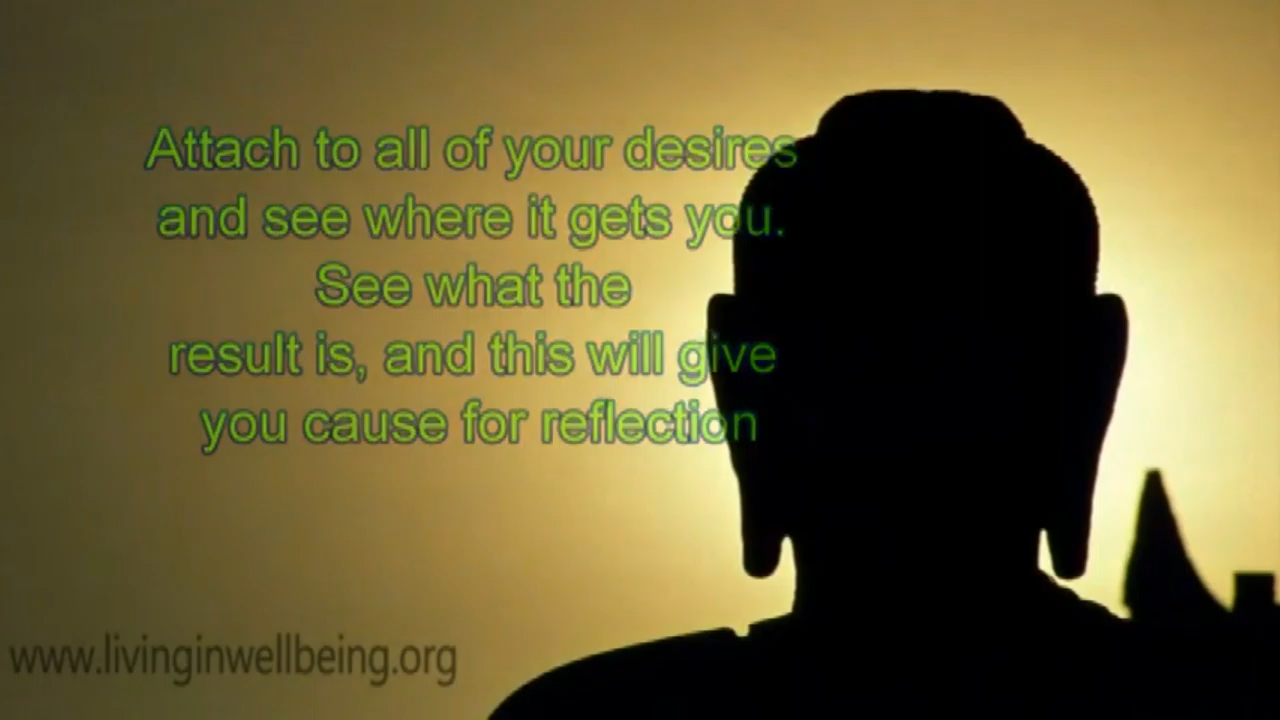 Attach to all of your desires
and see where it gets you.
See what the
result is, and this will give
you cause for reflection
www.livinginwellbeing.org